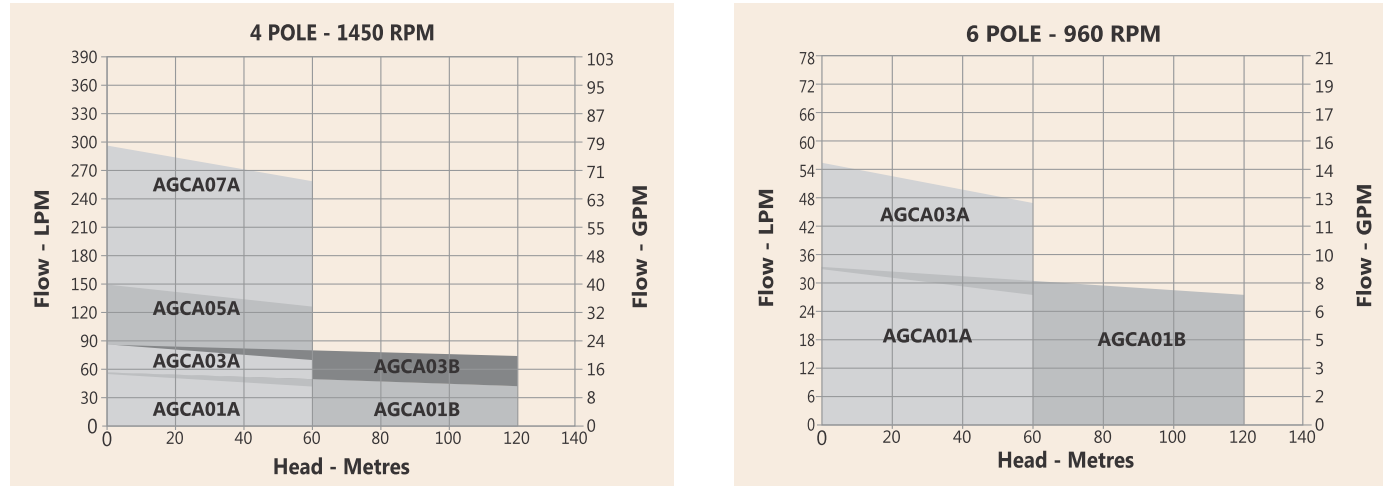 4 POLE - 1450 RPM
390 103
360 95
330 87
300 79
270 71
AGCA07A
240 63
210 55
180 48
150 40
AGCA05A
120 32
90 24
AGCA03A AGCA03B
60 16
30 8
AGCA01A AGCA01B
0 0
0 20 40 60 80 100 120 140
Flow - LPM
Flow - GPM
Head - Metres
6 POLE - 960 RPM
78 21
72 19
66 17
60 16
54 14
48 13
AGCA03A
42 11
36 10
30 8
24 6
AGCA01A AGCA01B
18 5
12 3
6 2
0 0
0 20 40 60 80 100 120 140
Flow - LPM
Flow - GPM
Head - Metres